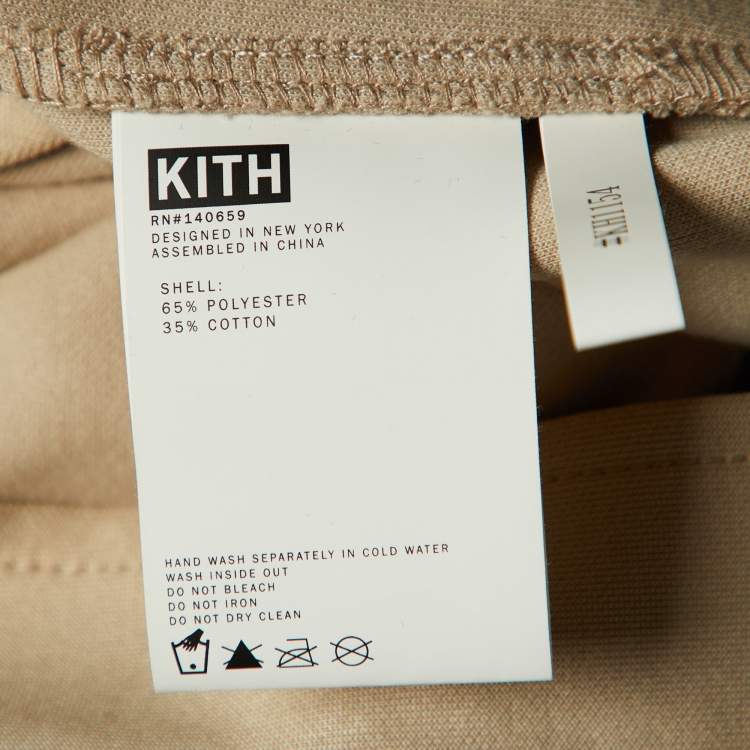 KITH
RN#140659
DESIGNED IN NEW YORK
ASSEMBLED IN CHINA
SHELL:
65% POLYESTER
35% COTTON
HAND WASH SEPARATELY IN COLD WATER
WASH INSIDE OUT
DO NOT BLEACH
DO NOT IRON
DO NOT DRY CLEAN
#KH1154